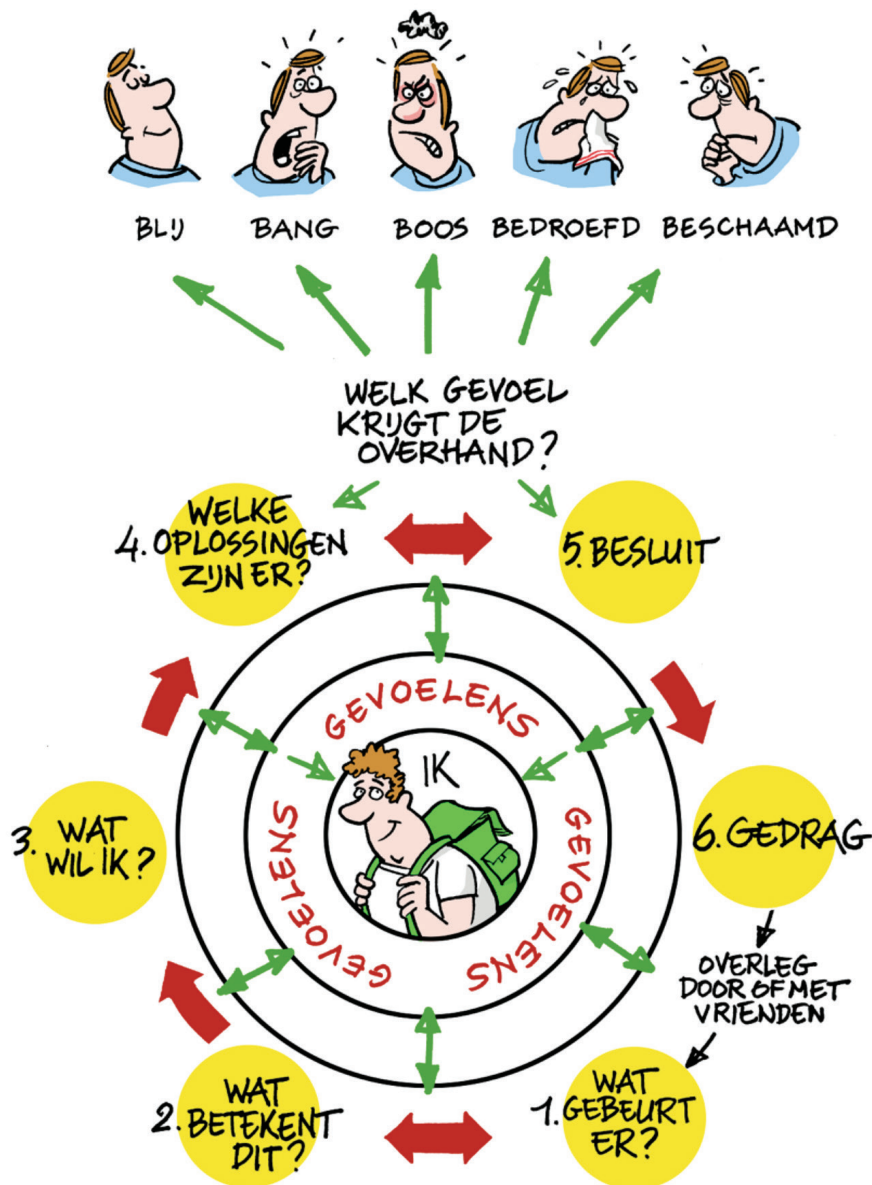 BLIJ
BANG
BOOS
BEDROEFD
BESCHAAMD
WELK GEVOEL
KRIJGT DE
OVERHAND?
4. WELKE
OPLOSSINGEN
ZIJN ER?
5. BESLUIT
GEVOELENS
IK
GEVOELENS
GEVOELENS
3. WAT
WIL IK?
6. GEDRAG
OVERLEG
DOOR OF MET
VRIENDEN
2. WAT
BETEKENT
DIT?
1. WAT
GEBEURT
ER?